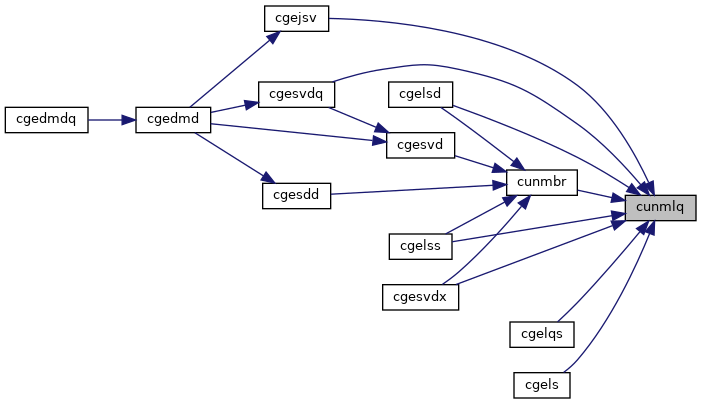 cgejsv
cgesvdq
cgelsd
cgedmdq
cgedmd
cgesvd
cunmbr
cgesdd
cunmlq
cgelss
cgesvdx
cgelqs
cgels